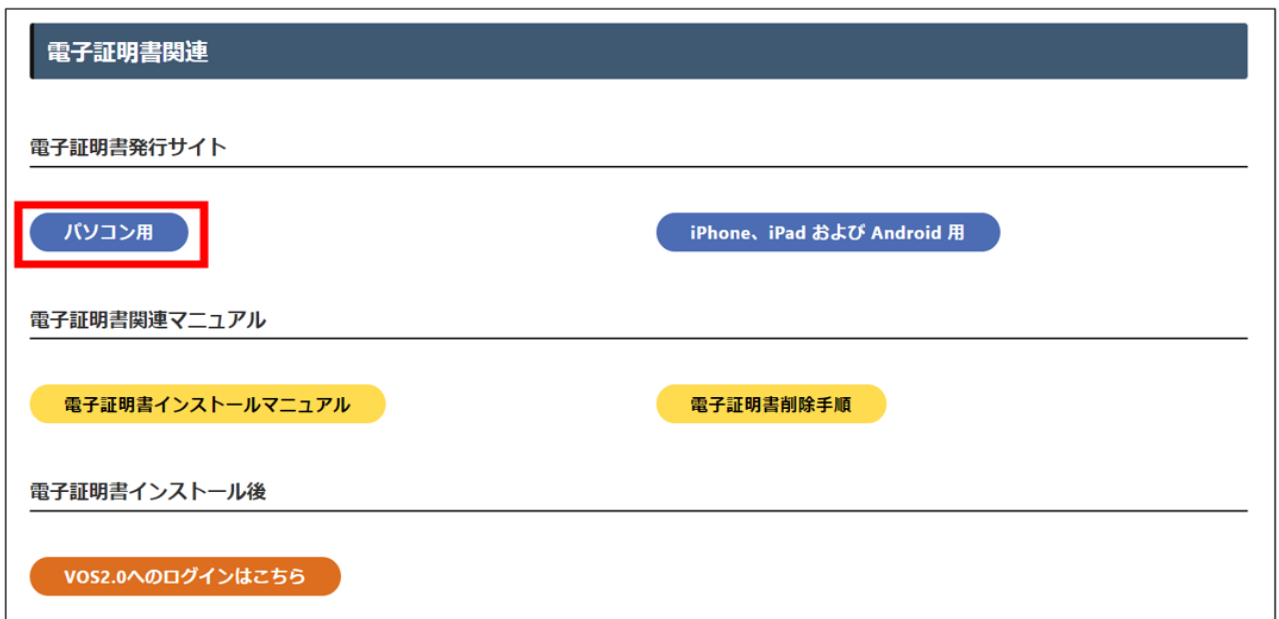 電子証明書関連
電子証明書発行サイト
パソコン用
iPhone、iPad および Android 用
電子証明書関連マニュアル
電子証明書インストールマニュアル
電子証明書削除手順
電子証明書インストール後
VOS2.0へのログインはこちら